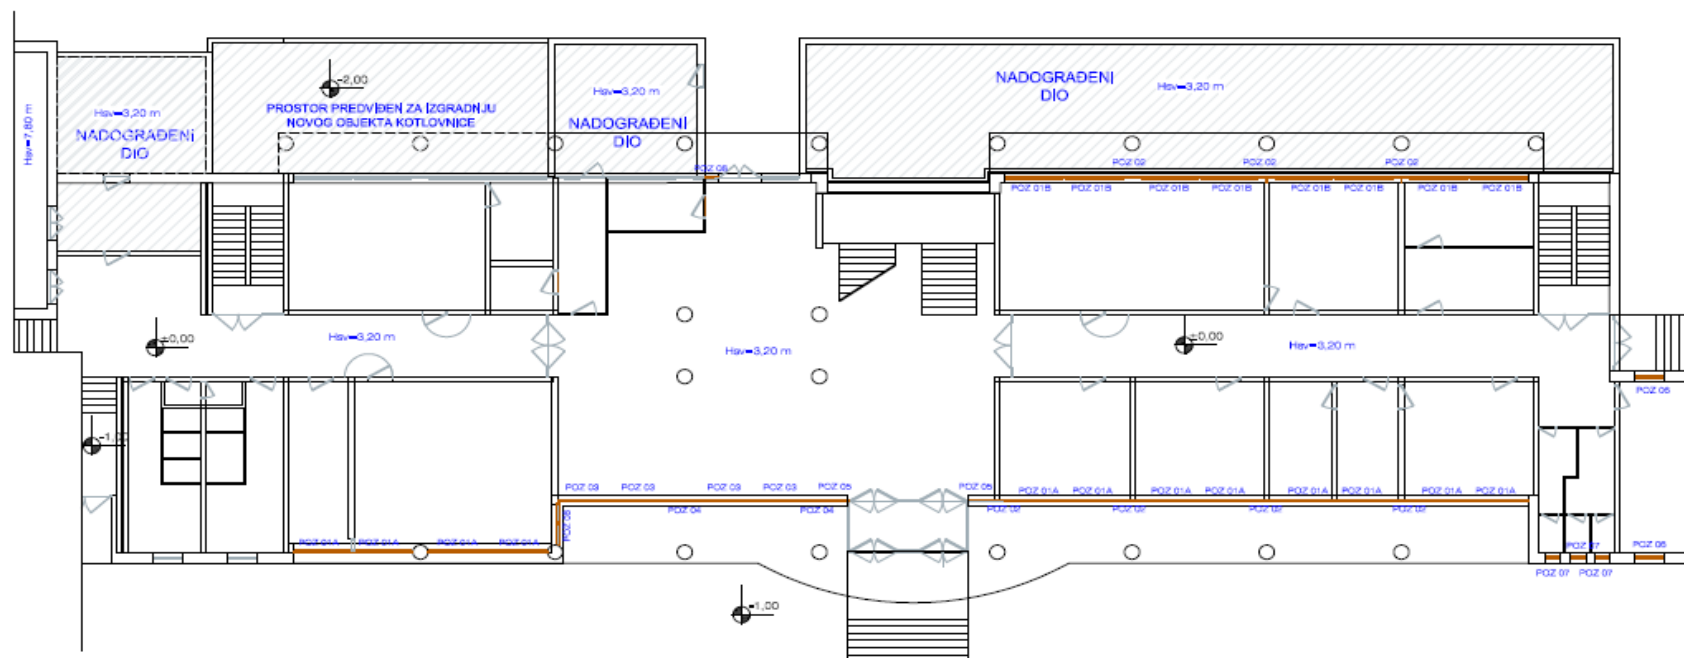 -2,00
NADOGRAĐENI
DIO
Hsv=3,20 m
Hsv=3,20 m
Hsv=7,80 m
PROSTOR PREDVIĐEN ZA IZGRADNJU
NOVOG OBJEKTA KOTLOVNICE
Hsv=3,20 m
NADOGRAĐENI
DIO
NADOGRAĐENI
DIO
POZ 02 POZ 02 POZ 02
POZ 01B POZ 01B POZ 01B POZ 01B POZ 01B POZ 01B POZ 01B POZ 01B
±0,00
Hsv=3,20 m
Hsv=3,20 m
±0,00
Hsv=3,20 m
POZ 06
-1,00
POZ 03 POZ 03 POZ 03 POZ 03 POZ 05
POZ 05 POZ 01A POZ 01A POZ 01A POZ 01A POZ 01A POZ 01A POZ 01A POZ 01A
POZ 04 POZ 04 POZ 02 POZ 02 POZ 02 POZ 02
POZ 01A POZ 01A POZ 01A POZ 01A
POZ 06
POZ 07 POZ 07
-1,00